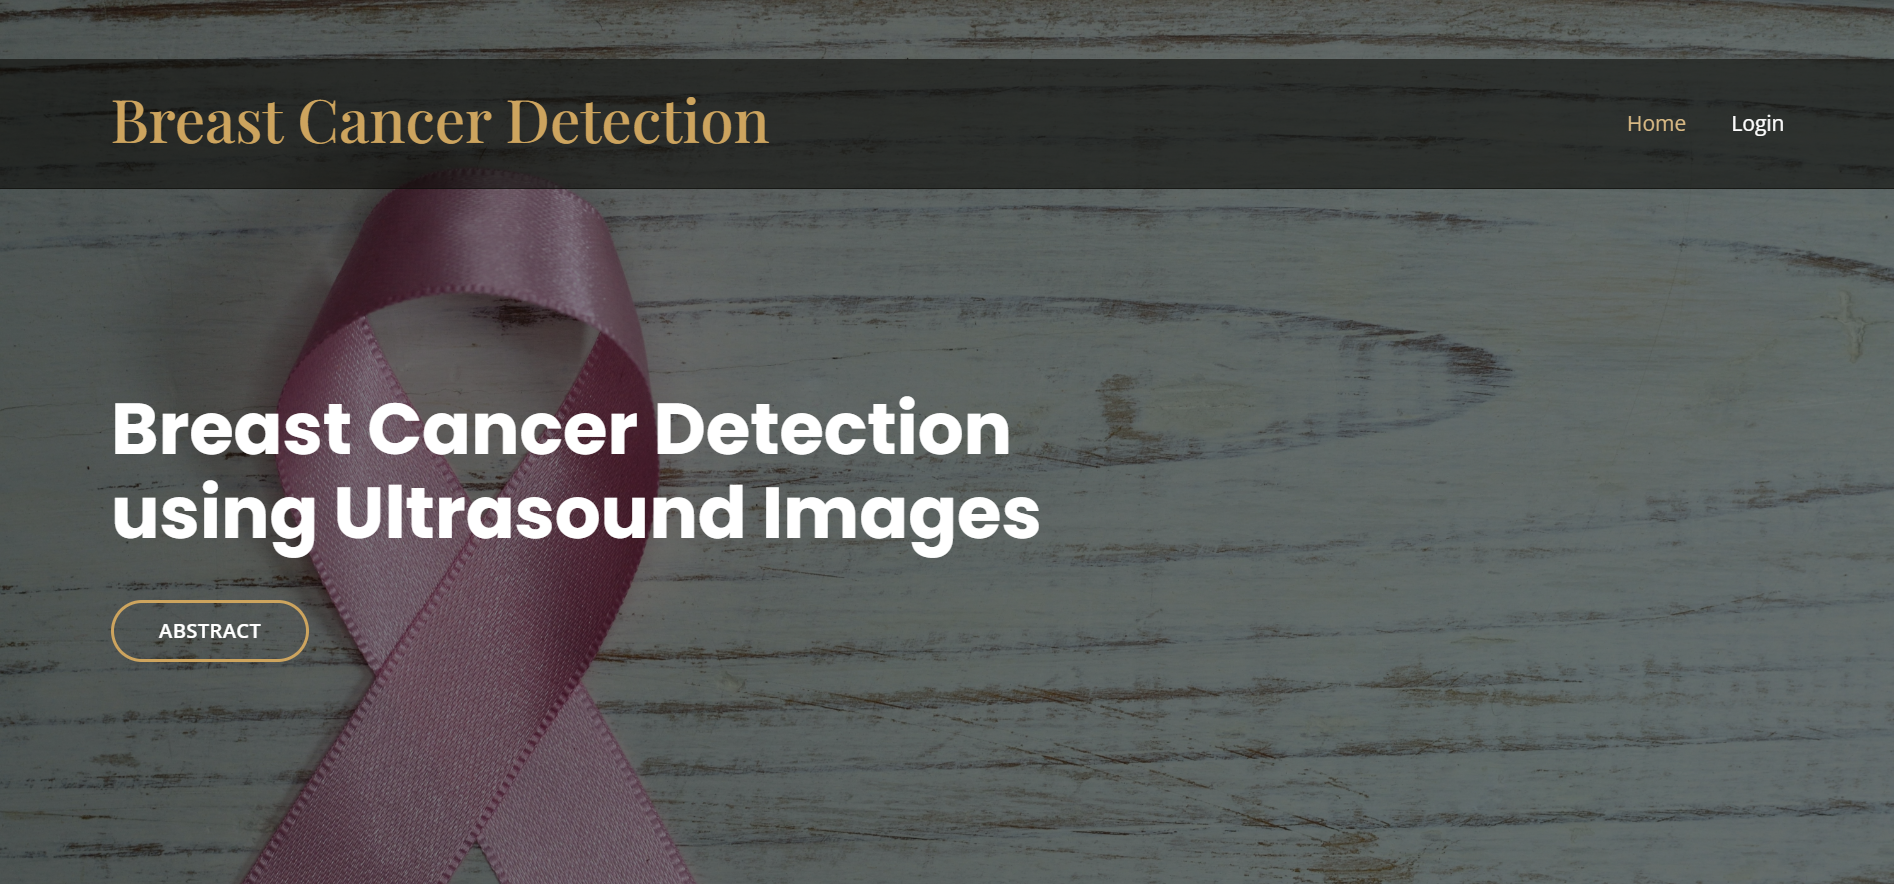 Breast Cancer Detection
Home
Login
Breast Cancer Detection
using Ultrasound Images
ABSTRACT